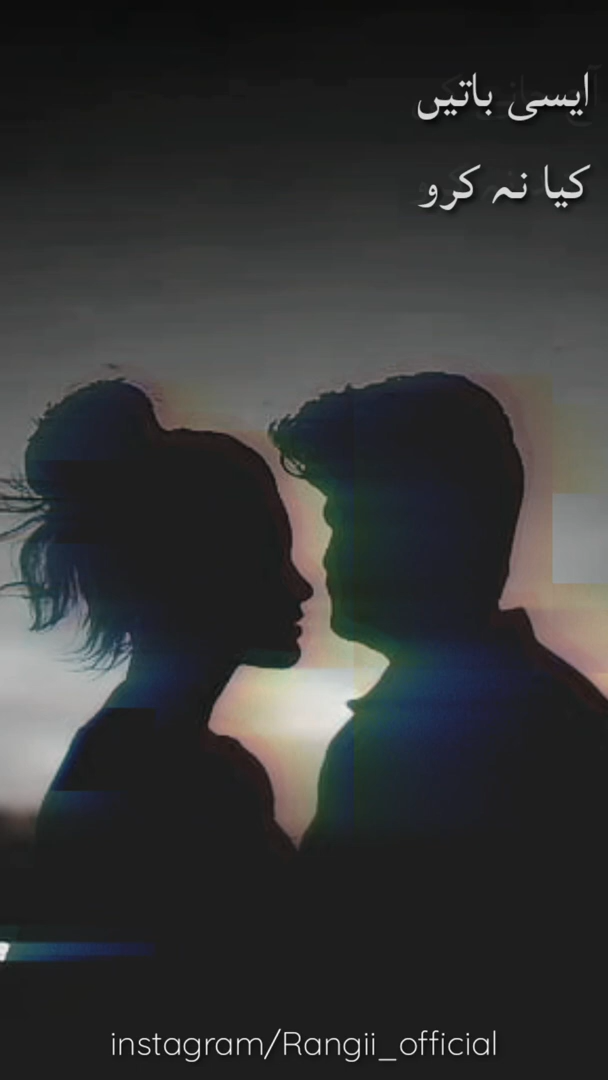 ایسی باتیں
کیا نہ کرو
instagram/Rangii_official